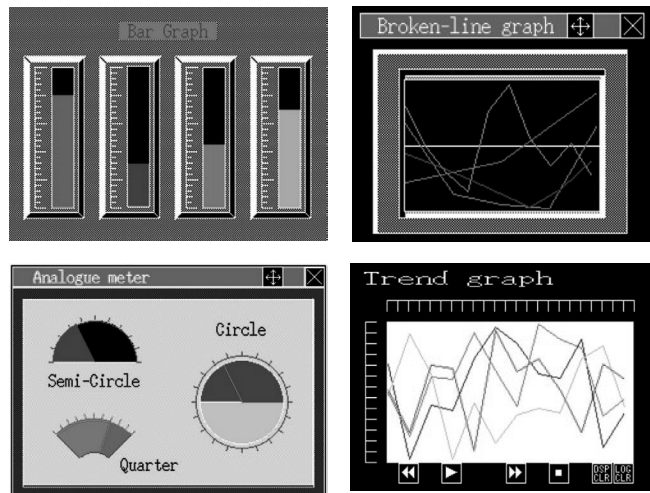 Bar Graph
Broken-line graph
Analogue meter
Circle
Semi-Circle
Quarter
Trend graph
DSP CLR
LOG CLR